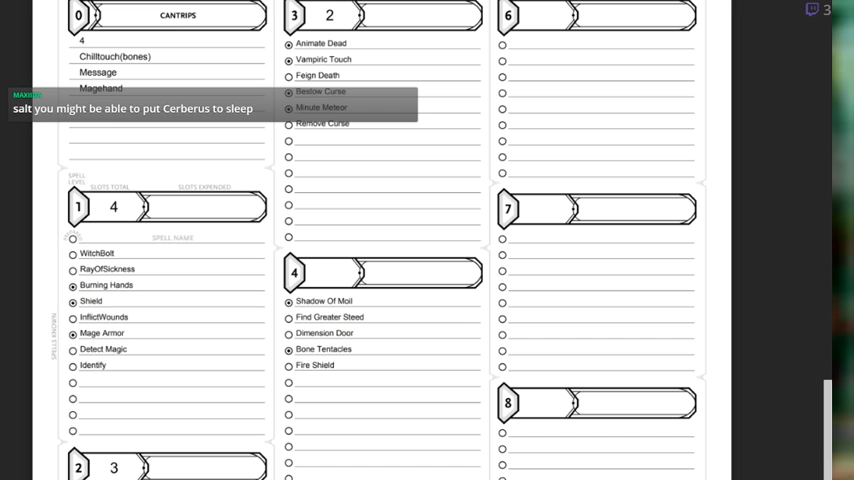 3
0
CANTRIPS
4
Chilltouch(bones)
Message
Magehand
MAXI
salt you might be able to put Cerberus to sleep
SPELL
LEVEL
SLOTS TOTAL
SLOTS EXPENDED
1
4
SPELL NAME
WitchBolt
RayOfSickness
Burning Hands
Shield
InflictWounds
Mage Armor
Detect Magic
Identify
SPELLS KNOWN
2
3
3
2
Animate Dead
Vampiric Touch
Feign Death
Bestow Curse
Minute Meteor
Remove Curse
4
Shadow Of Moil
Find Greater Steed
Dimension Door
Bone Tentacles
Fire Shield
6
7
8